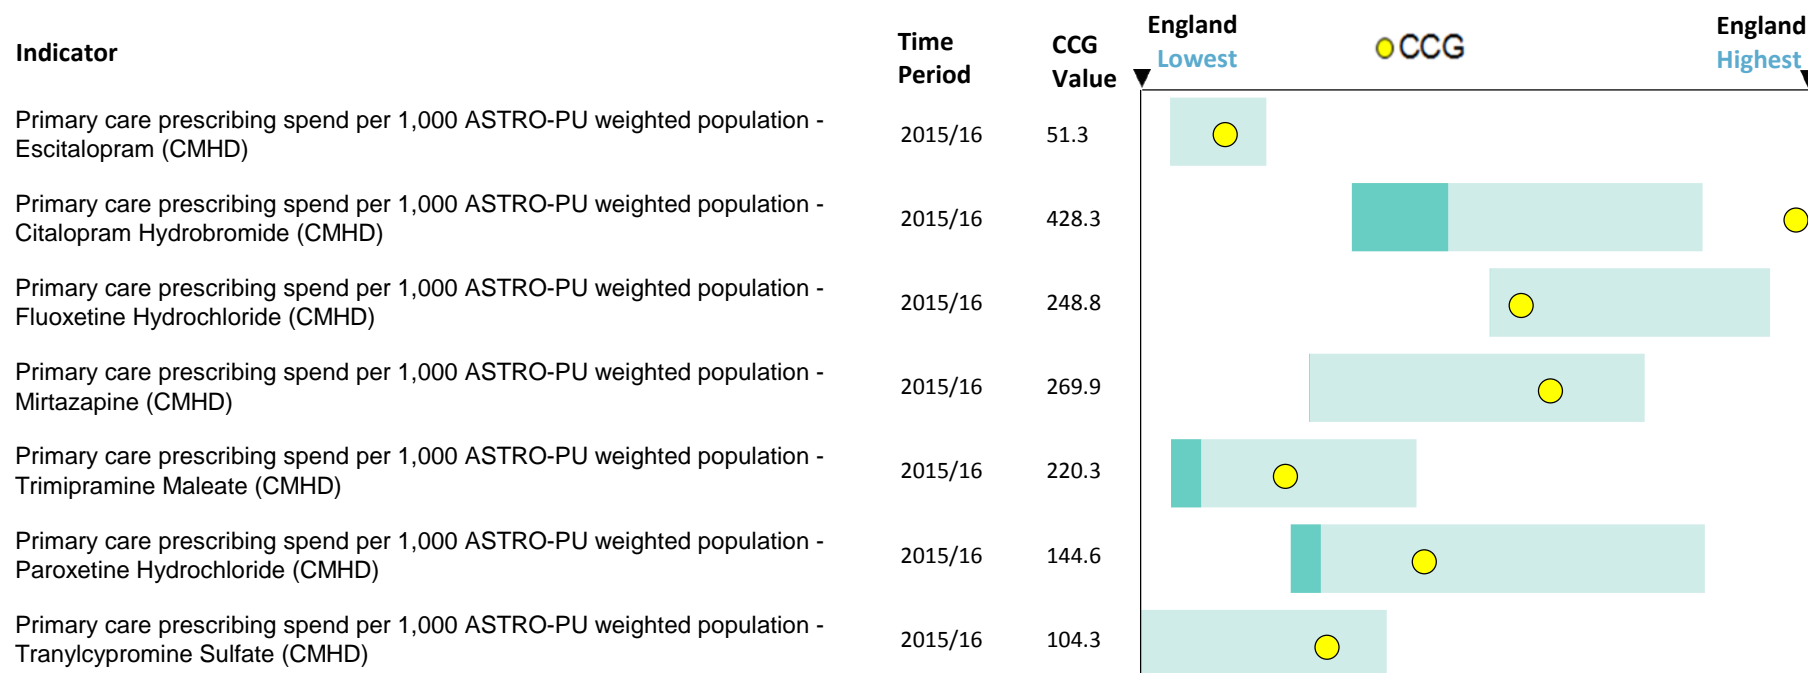 Indicator
Time
Period
CCG
Value
England
Lowest
CCG
England
Highest
Primary care prescribing spend per 1,000 ASTRO-PU weighted population -
Escitalopram (CMHD)
2015/16
51.3
Primary care prescribing spend per 1,000 ASTRO-PU weighted population -
Citalopram Hydrobromide (CMHD)
2015/16
428.3
Primary care prescribing spend per 1,000 ASTRO-PU weighted population -
Fluoxetine Hydrochloride (CMHD)
2015/16
248.8
Primary care prescribing spend per 1,000 ASTRO-PU weighted population -
Mirtazapine (CMHD)
2015/16
269.9
Primary care prescribing spend per 1,000 ASTRO-PU weighted population -
Trimipramine Maleate (CMHD)
2015/16
220.3
Primary care prescribing spend per 1,000 ASTRO-PU weighted population -
Paroxetine Hydrochloride (CMHD)
2015/16
144.6
Primary care prescribing spend per 1,000 ASTRO-PU weighted population -
Tranylcypromine Sulfate (CMHD)
2015/16
104.3